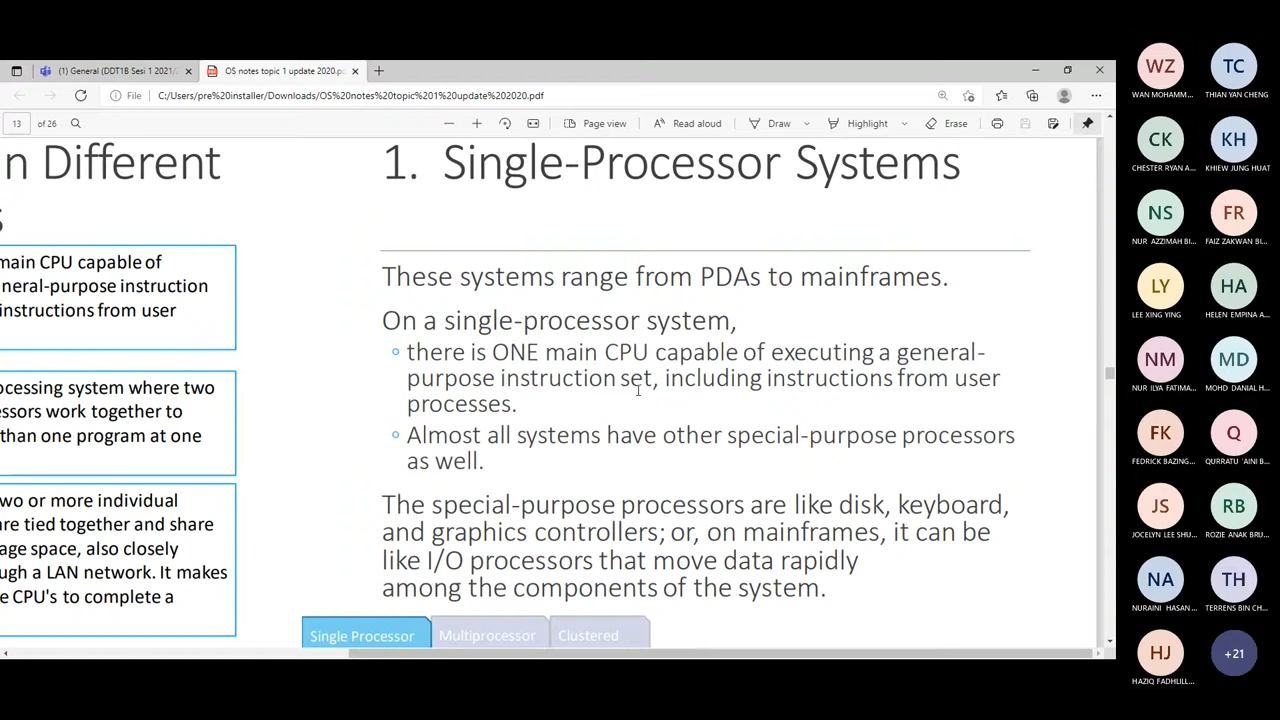 (1) General (DDT1B Sesi 1 2021/
OS notes topic 1 update 2020.p
File
C:/Users/pre%20installer/Downloads/OS%20notes%20topic%201%20update%202020.pdf
13 of 26
Page view
Read aloud
Draw
Highlight
Erase
n Different
s
main CPU capable of
neral-purpose instruction
instructions from user
ocessing system where two
essors work together to
than one program at one
wo or more individual
are tied together and share
age space, also closely
ugh a LAN network. It makes
e CPU's to complete a
1. Single-Processor Systems
These systems range from PDAs to mainframes.
On a single-processor system,
there is ONE main CPU capable of executing a general-
purpose instruction set, including instructions from user
processes.
Almost all systems have other special-purpose processors
as well.
The special-purpose processors are like disk, keyboard,
and graphics controllers; or, on mainframes, it can be
like I/O processors that move data rapidly
among the components of the system.
Single Processor
Multiprocessor
Clustered
WZ
WAN MOHAMM...
TC
THIAN YAN CHENG
CK
CHESTER RYAN A...
KH
KHIEW JUNG HUAT
NS
NUR AZZIMAH BI...
FR
FAIZ ZAKWAN BI...
LY
LEE XING YING
HA
HELEN EMPINA A...
NM
NUR ILYA FATIMA...
MD
MOHD DANIAL H...
FK
FEDRICK BAZING...
Q
QURRATU 'AINI B...
JS
JOCELYN LEE SHU...
RB
ROZIE ANAK BRU...
NA
NURAINI HASAN...
TH
TERRENS BIN CH...
HJ
HAZIQ FADHLILL...
+21